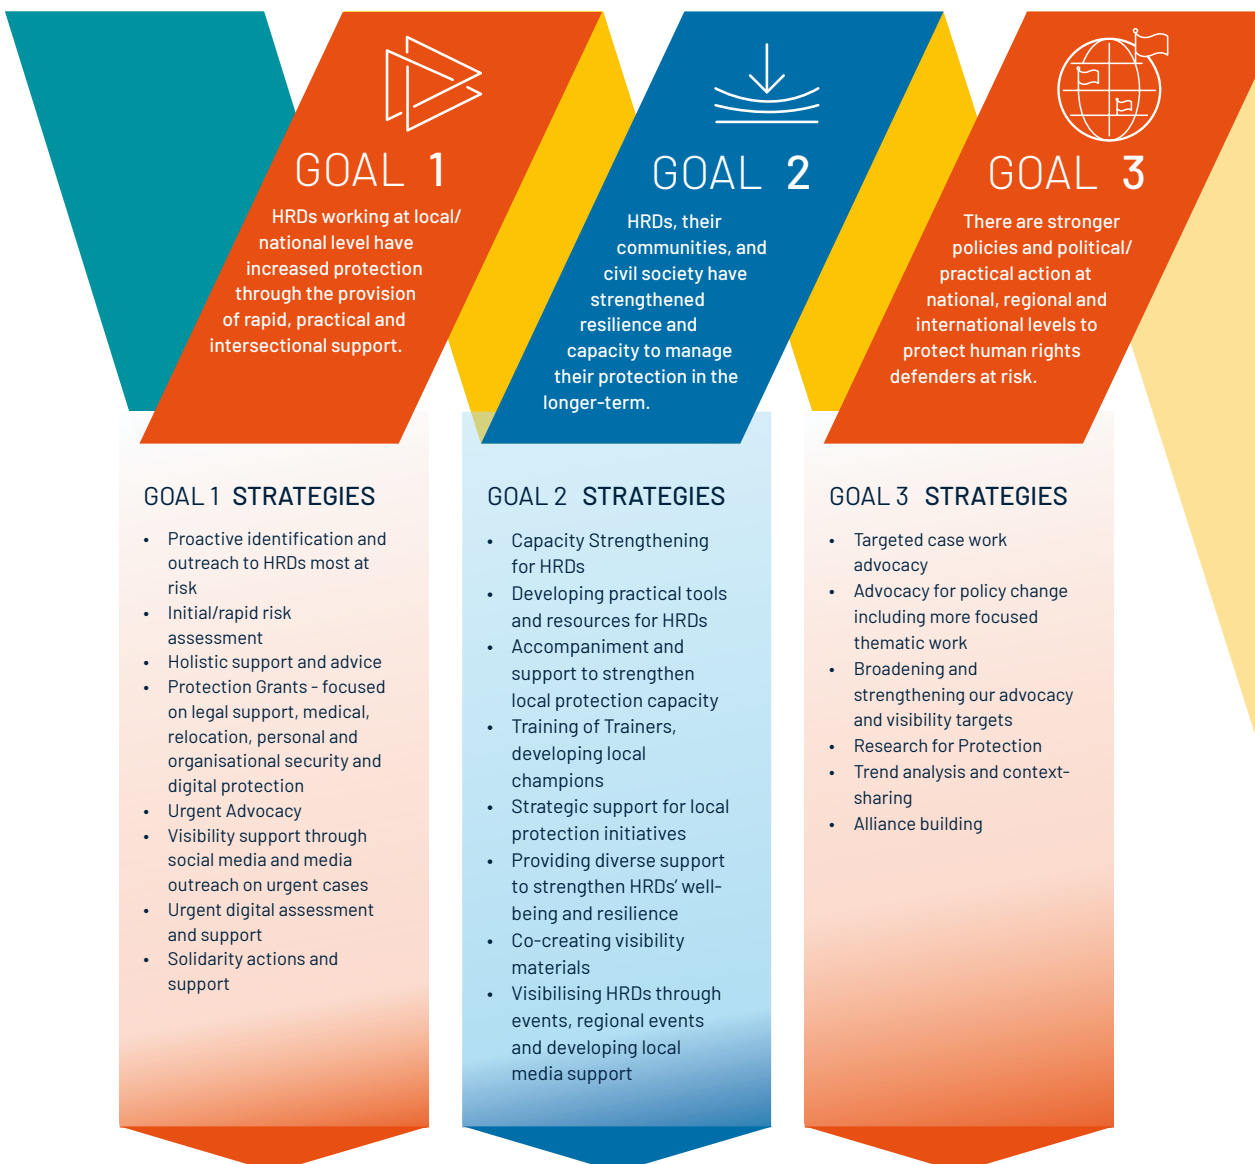 GOAL 1
HRDs working at local/
national level have
increased protection
through the provision
of rapid, practical and
intersectional support.
GOAL 2
HRDs, their
communities, and
civil society have
strengthened
resilience and
capacity to manage
their protection in the
longer-term.
GOAL 3
There are stronger
policies and political/
practical action at
national, regional and
international levels to
protect human rights
defenders at risk.
GOAL 1 STRATEGIES
• Proactive identification and
outreach to HRDs most at
risk
• Initial/rapid risk
assessment
• Holistic support and advice
• Protection Grants - focused
on legal support, medical,
relocation, personal and
organisational security and
digital protection
• Urgent Advocacy
• Visibility support through
social media and media
outreach on urgent cases
• Urgent digital assessment
and support
• Solidarity actions and
support
GOAL 2 STRATEGIES
• Capacity Strengthening
for HRDs
• Developing practical tools
and resources for HRDs
• Accompaniment and
support to strengthen
local protection capacity
• Training of Trainers,
developing local
champions
• Strategic support for local
protection initiatives
• Providing diverse support
to strengthen HRDs’ well-
being and resilience
• Co-creating visibility
materials
• Visibilising HRDs through
events, regional events
and developing local
media support
GOAL 3 STRATEGIES
• Targeted case work
advocacy
• Advocacy for policy change
including more focused
thematic work
• Broadening and
strengthening our advocacy
and visibility targets
• Research for Protection
• Trend analysis and context-
sharing
• Alliance building